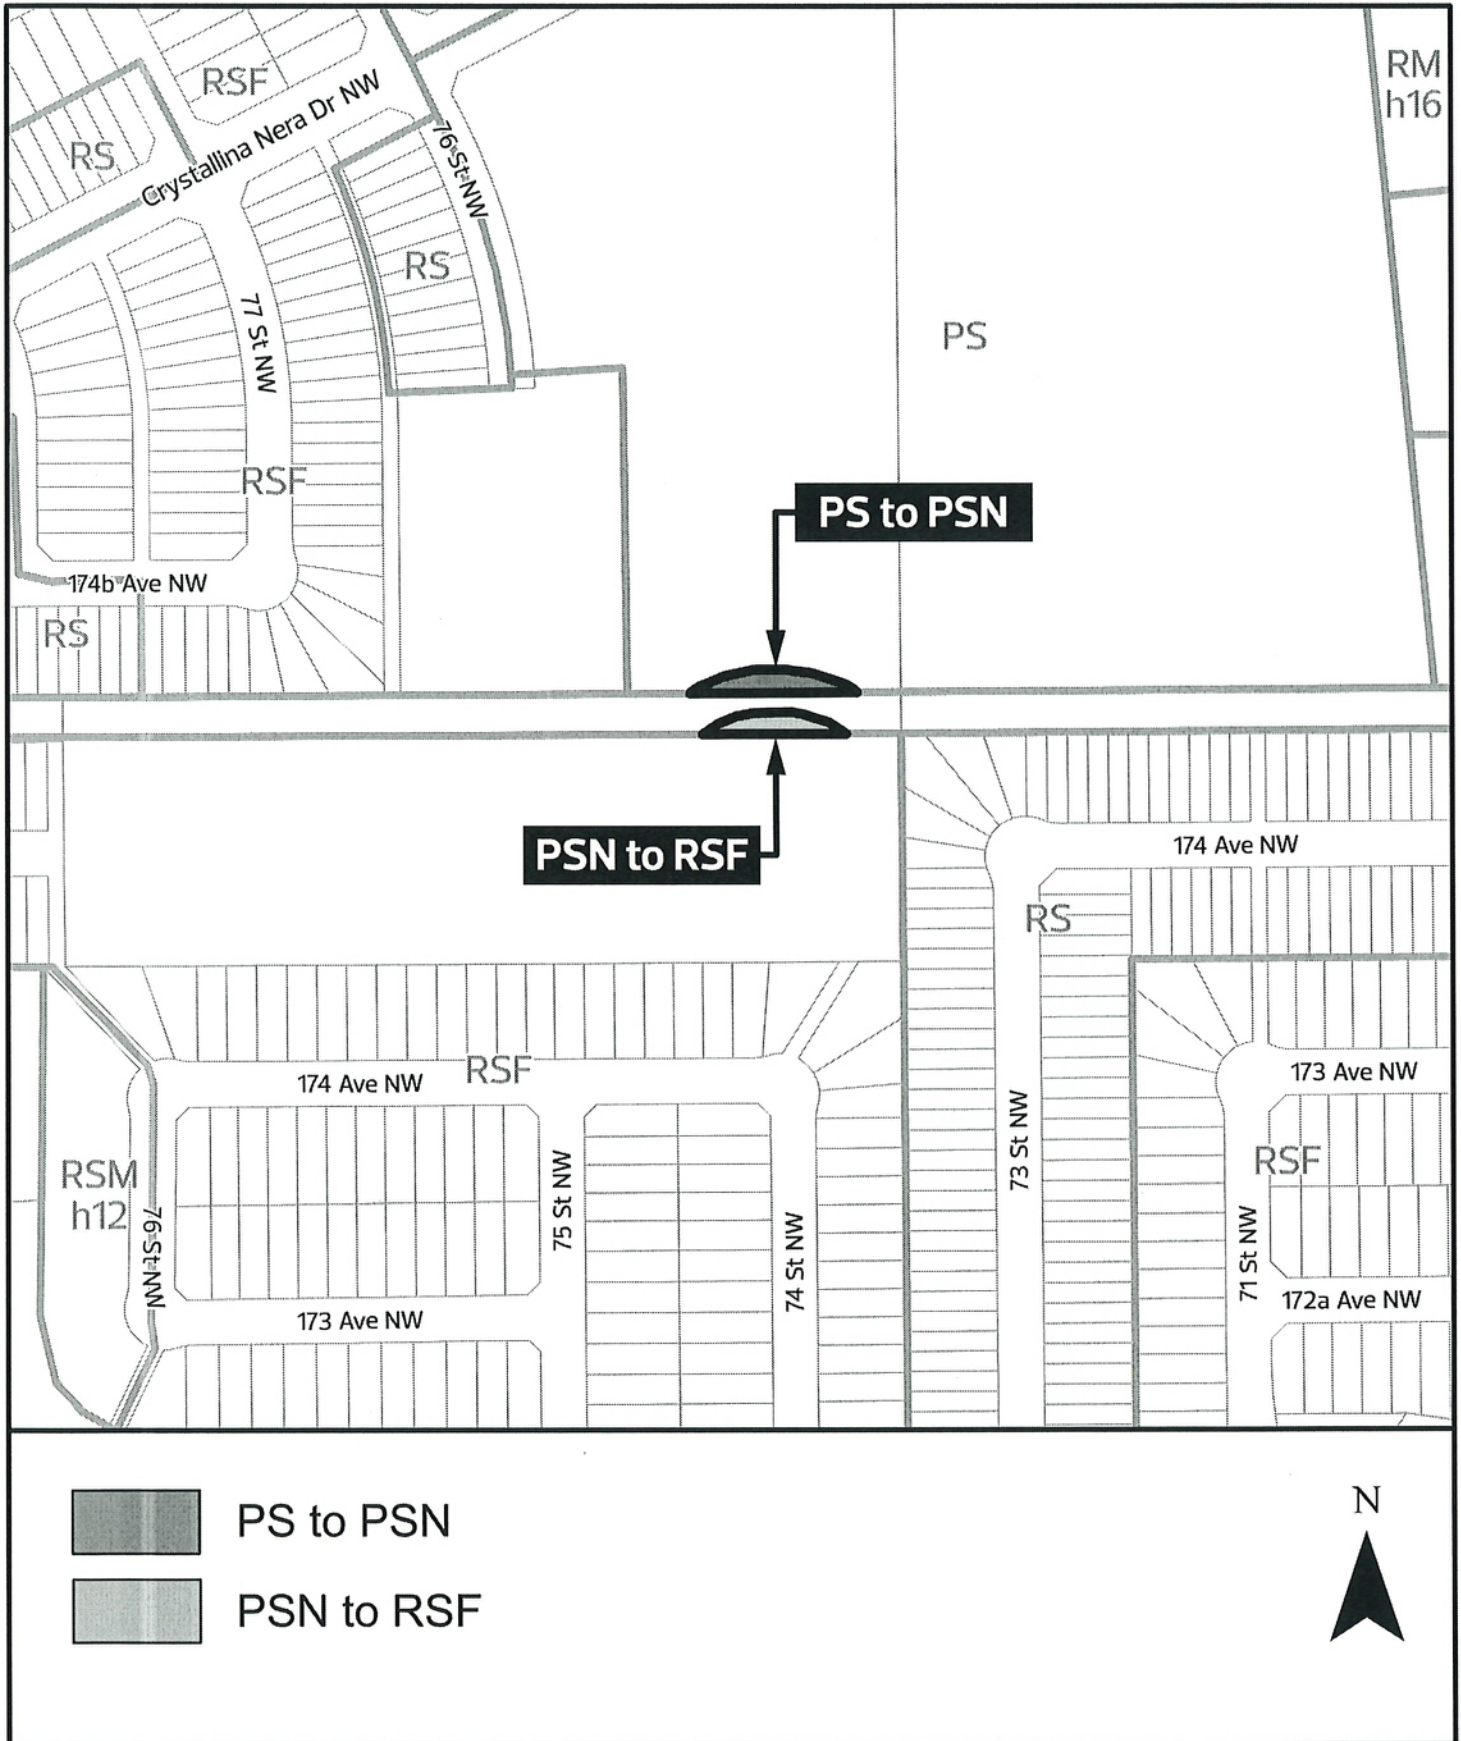 RSF
RM
h16
RS
Crystallina Nera Dr NW
76 St NW
RS
77 St NW
PS
RSF
PS to PSN
174b Ave NW
RS
PSN to RSF
174 Ave NW
RS
RSF
174 Ave NW
173 Ave NW
RSM
h12
76 St NW
75 St NW
74 St NW
73 St NW
RSF
71 St NW
172a Ave NW
173 Ave NW
PS to PSN
PSN to RSF
N